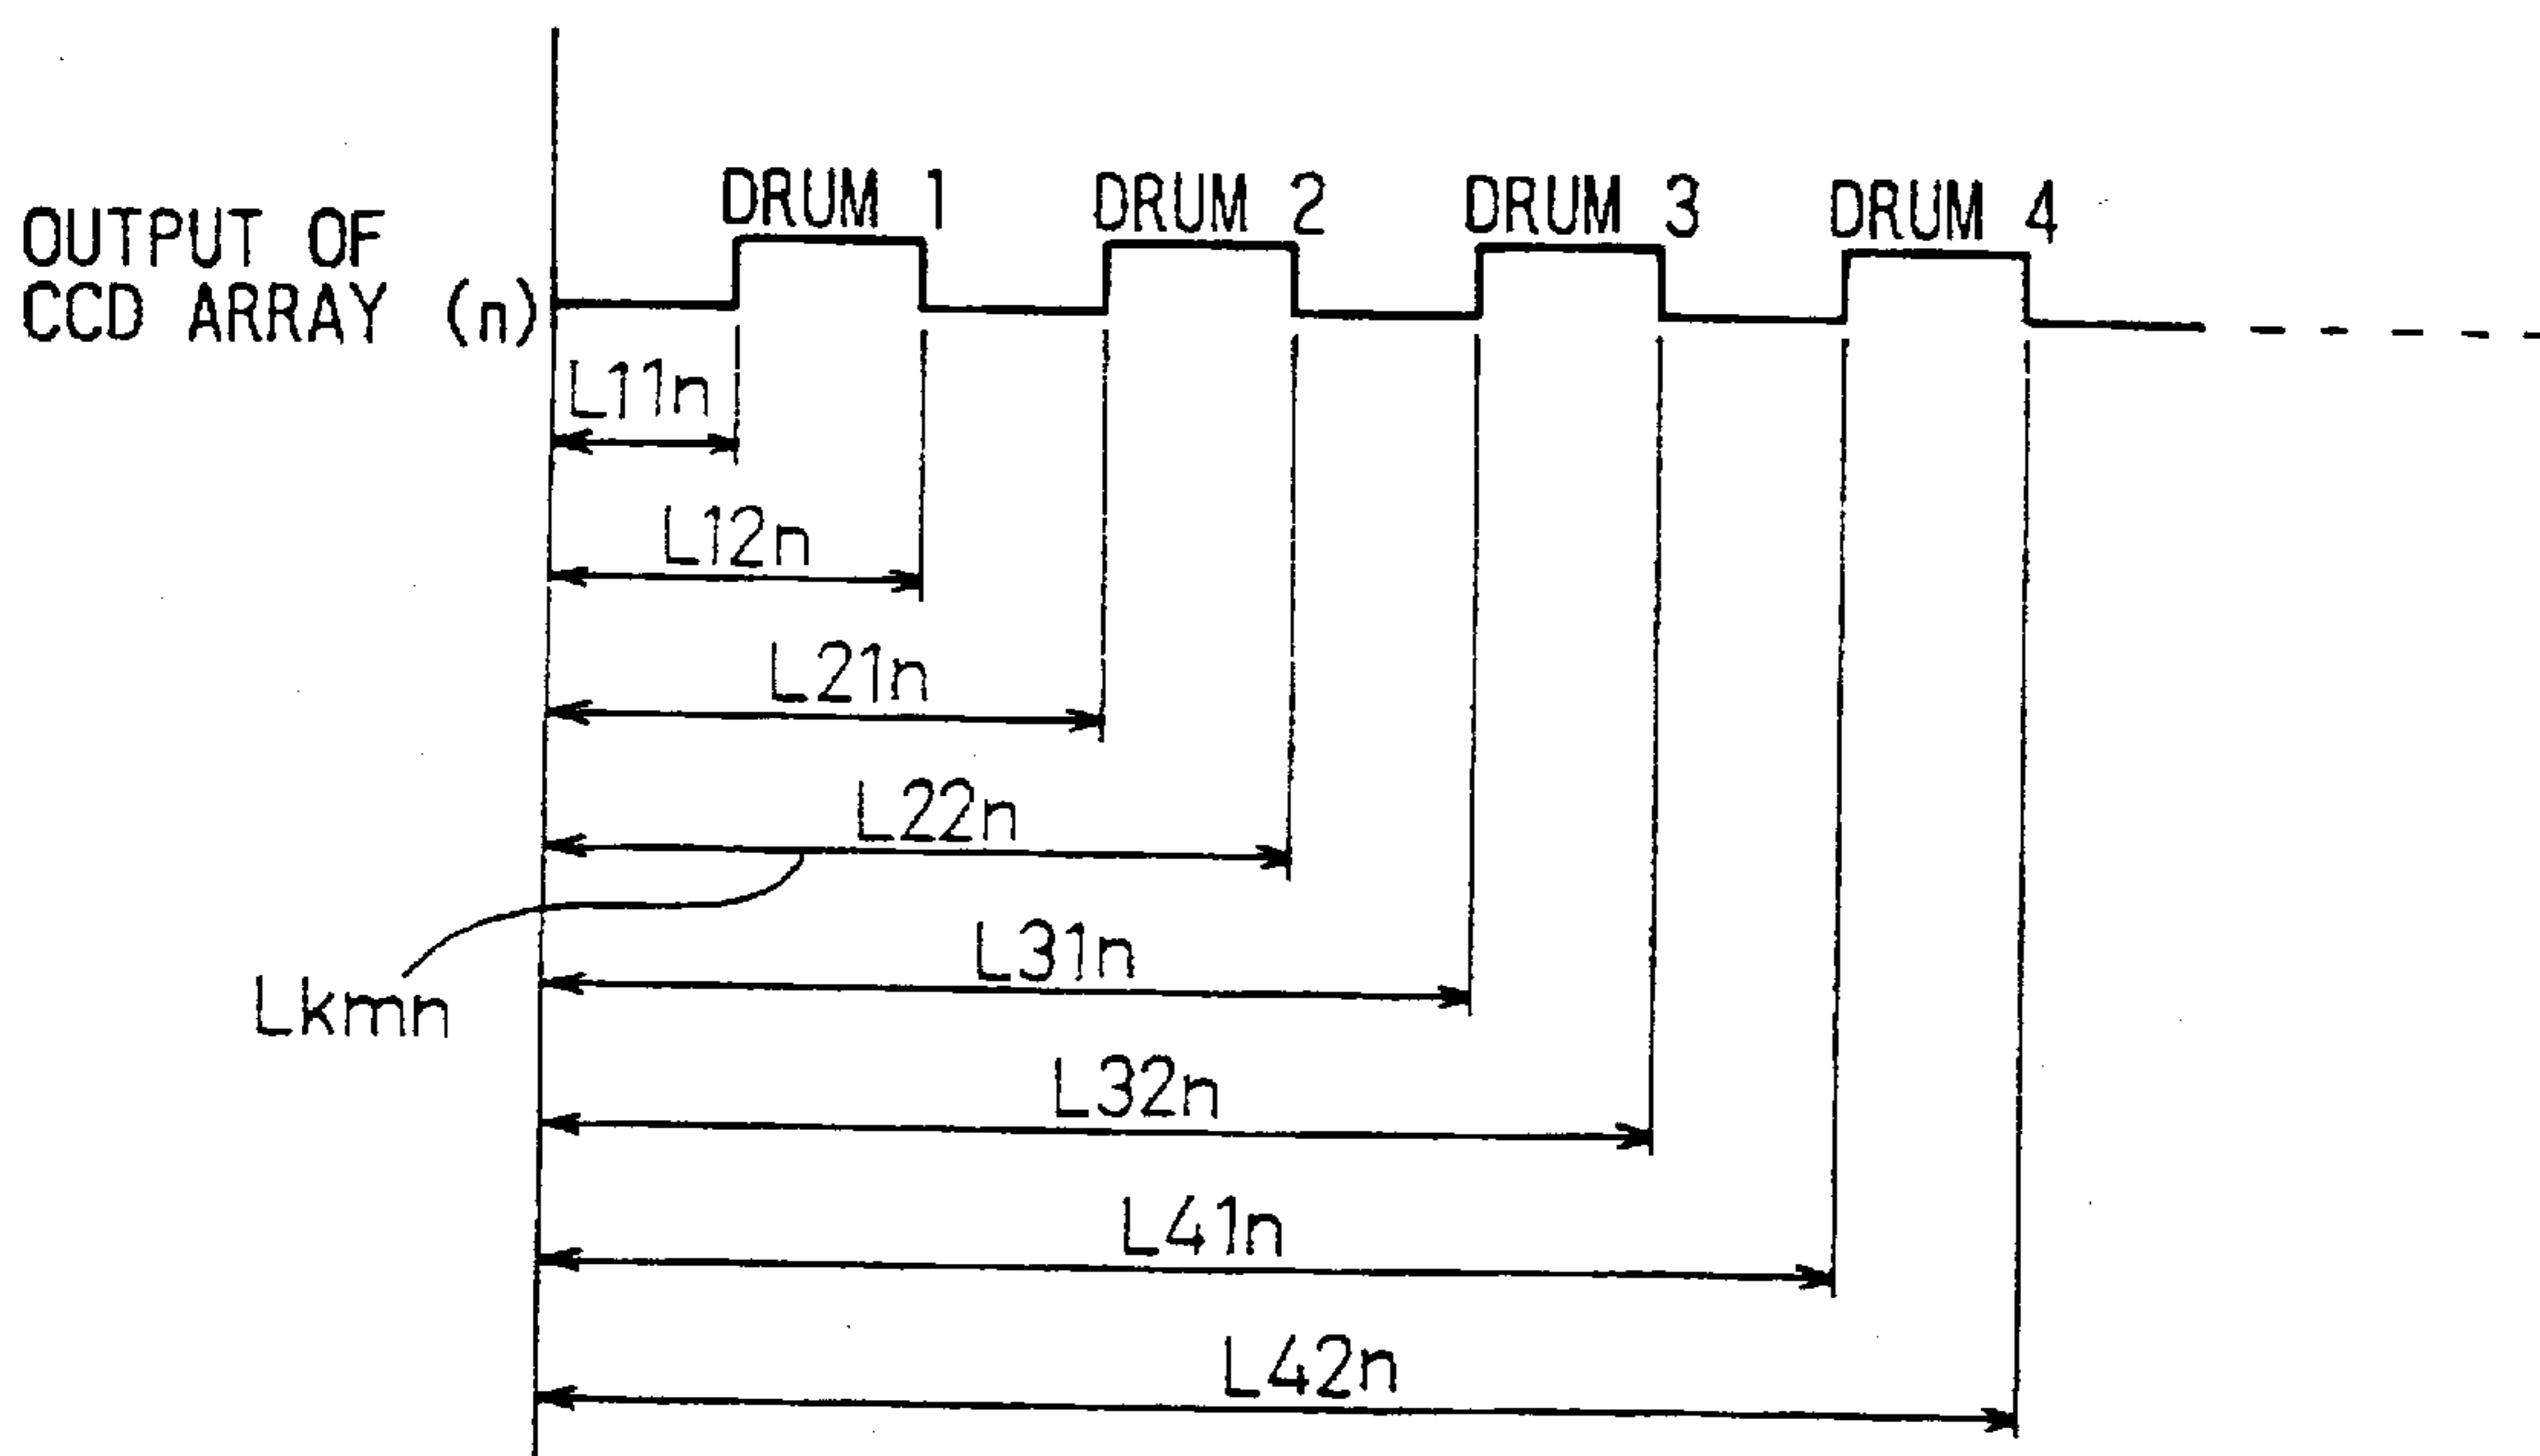 DRUM 1 DRUM 2 DRUM 3 DRUM 4
OUTPUT OF
CCD ARRAY (n)
L11n
L12n
L21n
L22n
L31n
Lkmn
L32n
L41n
L42n